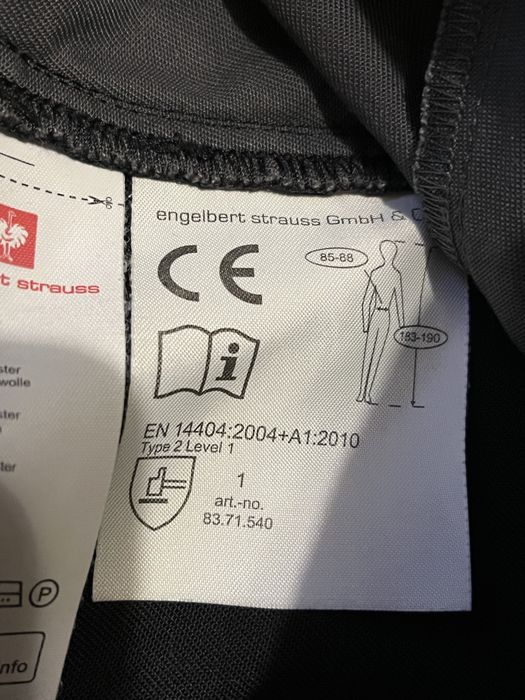 t strauss
ster
wolle
ster
ter
P
nfo
engelbert strauss GmbH & C
CE
85-88
183-190
i
EN 14404:2004+A1:2010
Type 2 Level 1
1
art.-no.
83.71.540